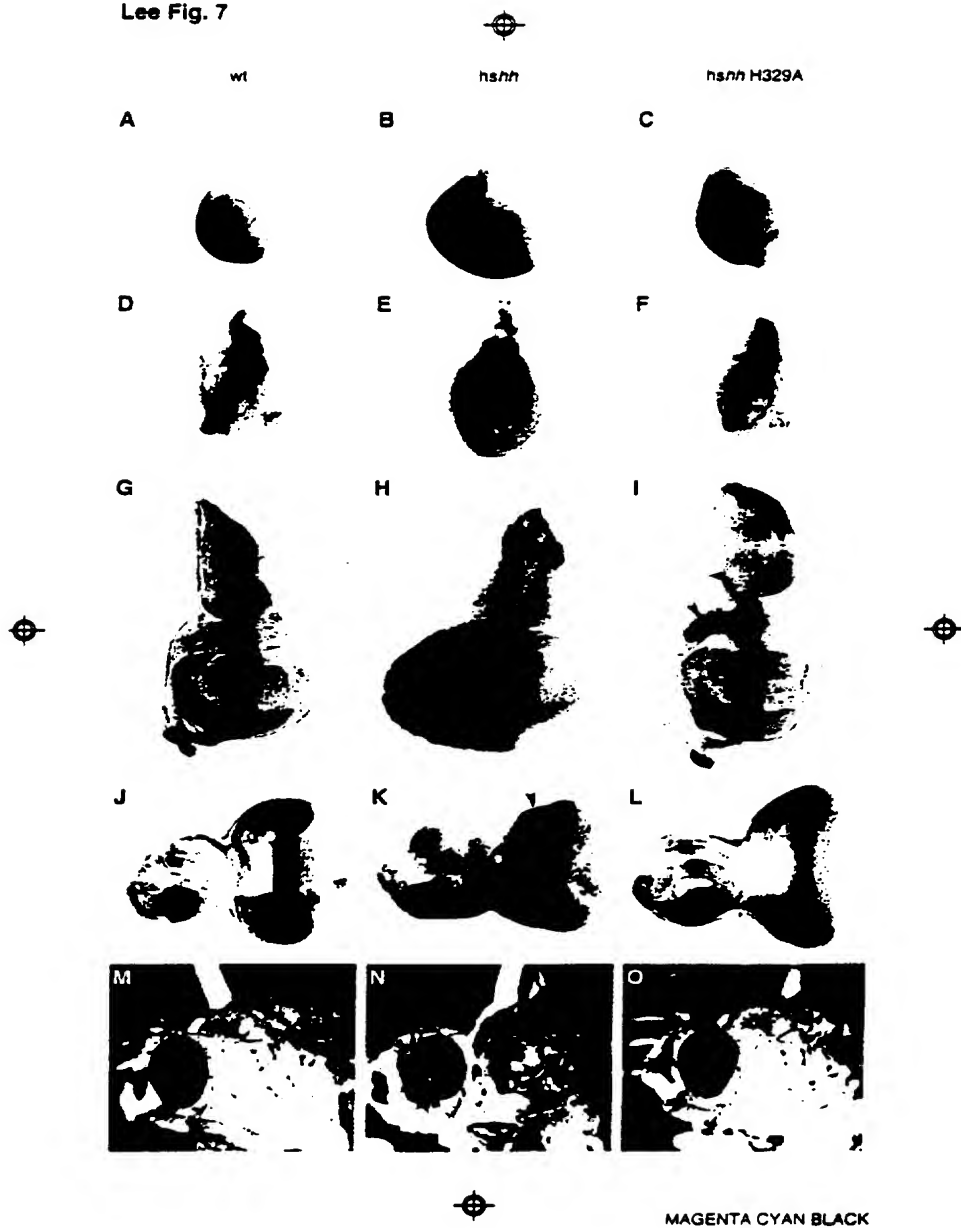 Lee Fig. 7
wt hshh hshh H329A
A B C
D E F
G H I
J K L
M N O
MAGENTA CYAN BLACK